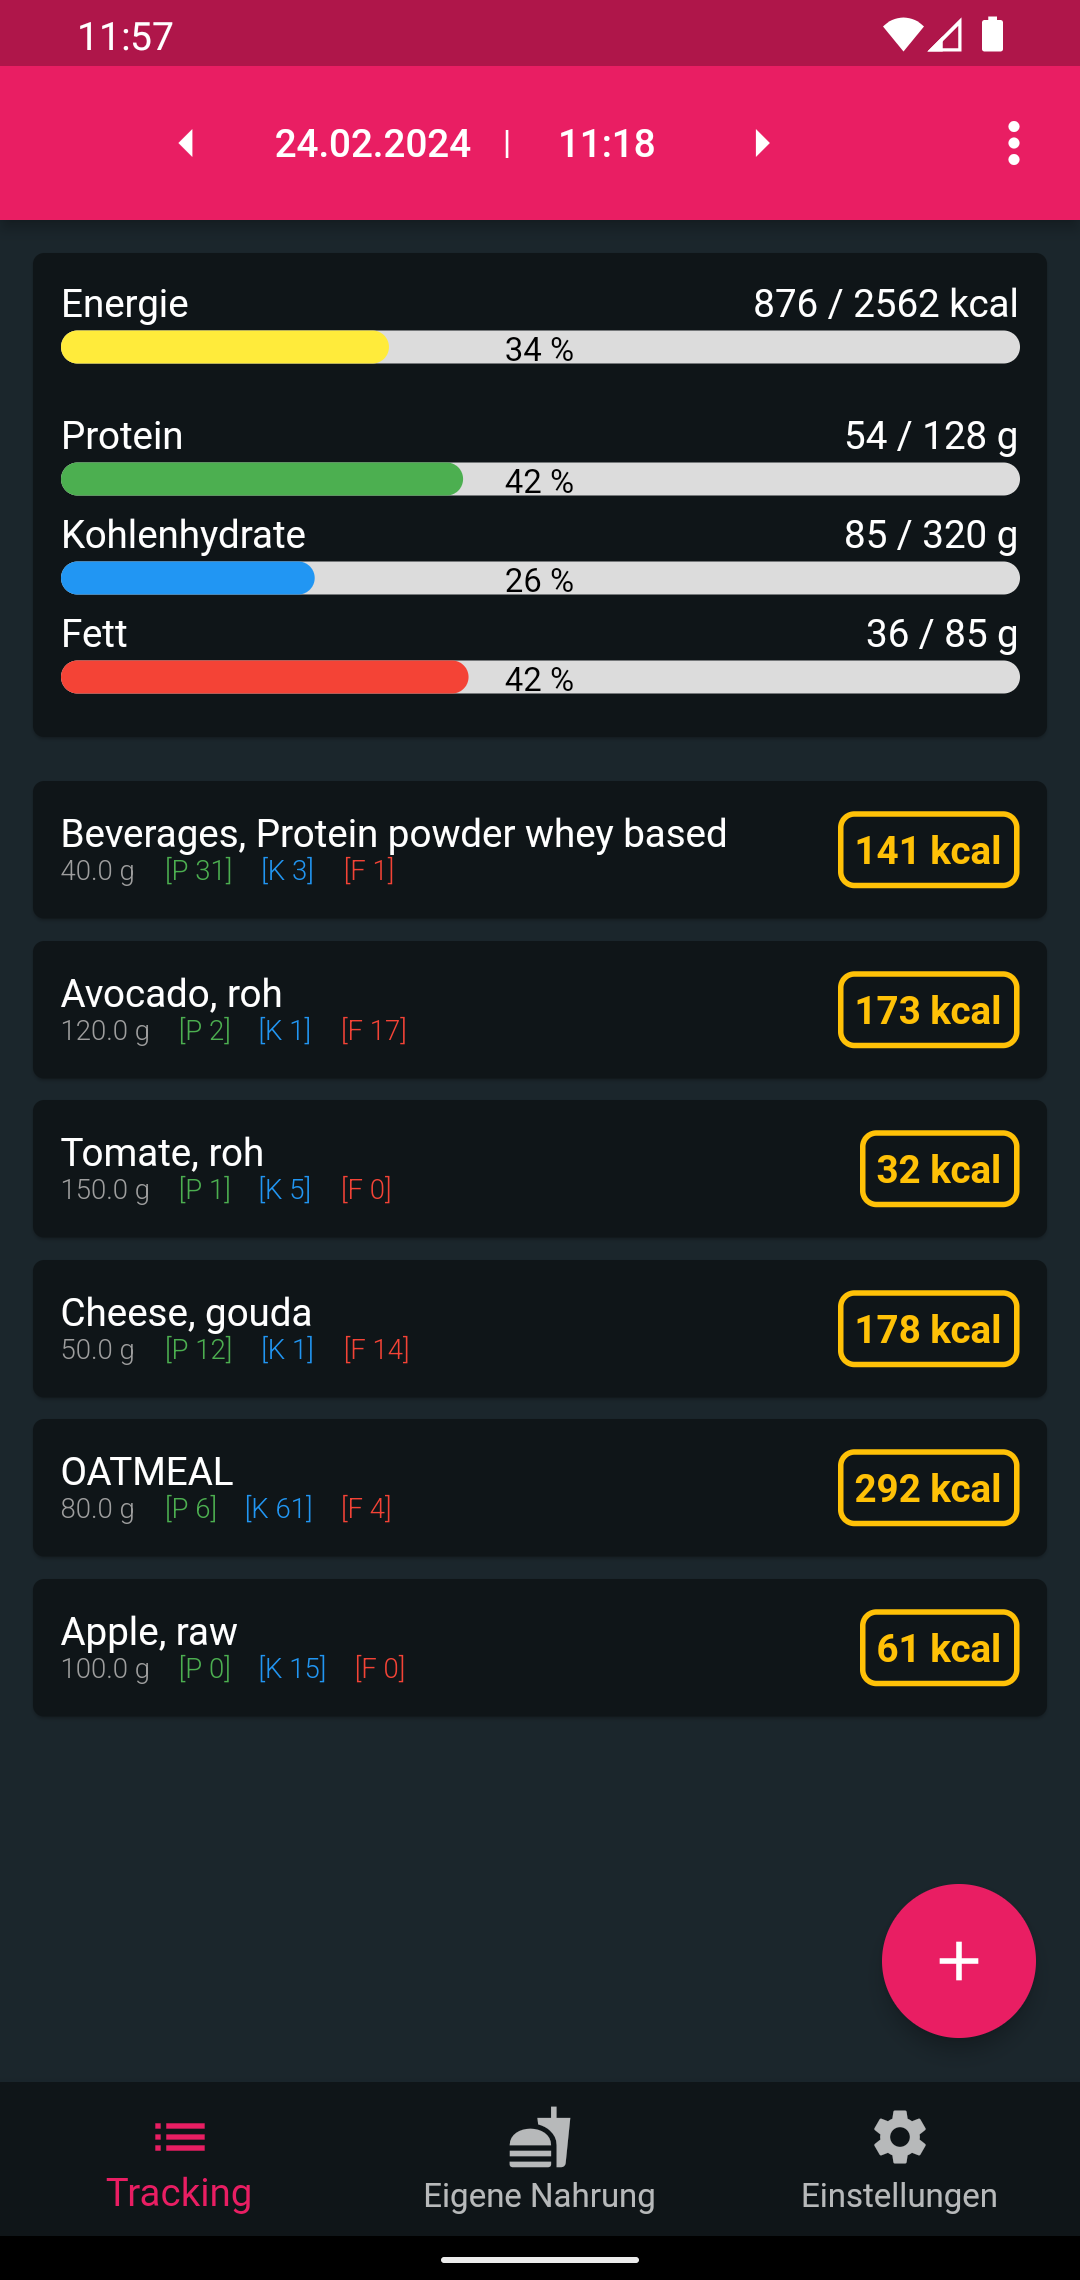 11:57
24.02.2024 | 11:18
Energie 876 / 2562 kcal
34 %
Protein 54 / 128 g
42 %
Kohlenhydrate 85 / 320 g
26 %
Fett 36 / 85 g
42 %
Beverages, Protein powder whey based 141 kcal
40.0 g [P 31] [K 3] [F 1]
Avocado, roh 173 kcal
120.0 g [P 2] [K 1] [F 17]
Tomate, roh 32 kcal
150.0 g [P 1] [K 5] [F 0]
Cheese, gouda 178 kcal
50.0 g [P 12] [K 1] [F 14]
OATMEAL 292 kcal
80.0 g [P 6] [K 61] [F 4]
Apple, raw 61 kcal
100.0 g [P 0] [K 15] [F 0]
Tracking Eigene Nahrung Einstellungen